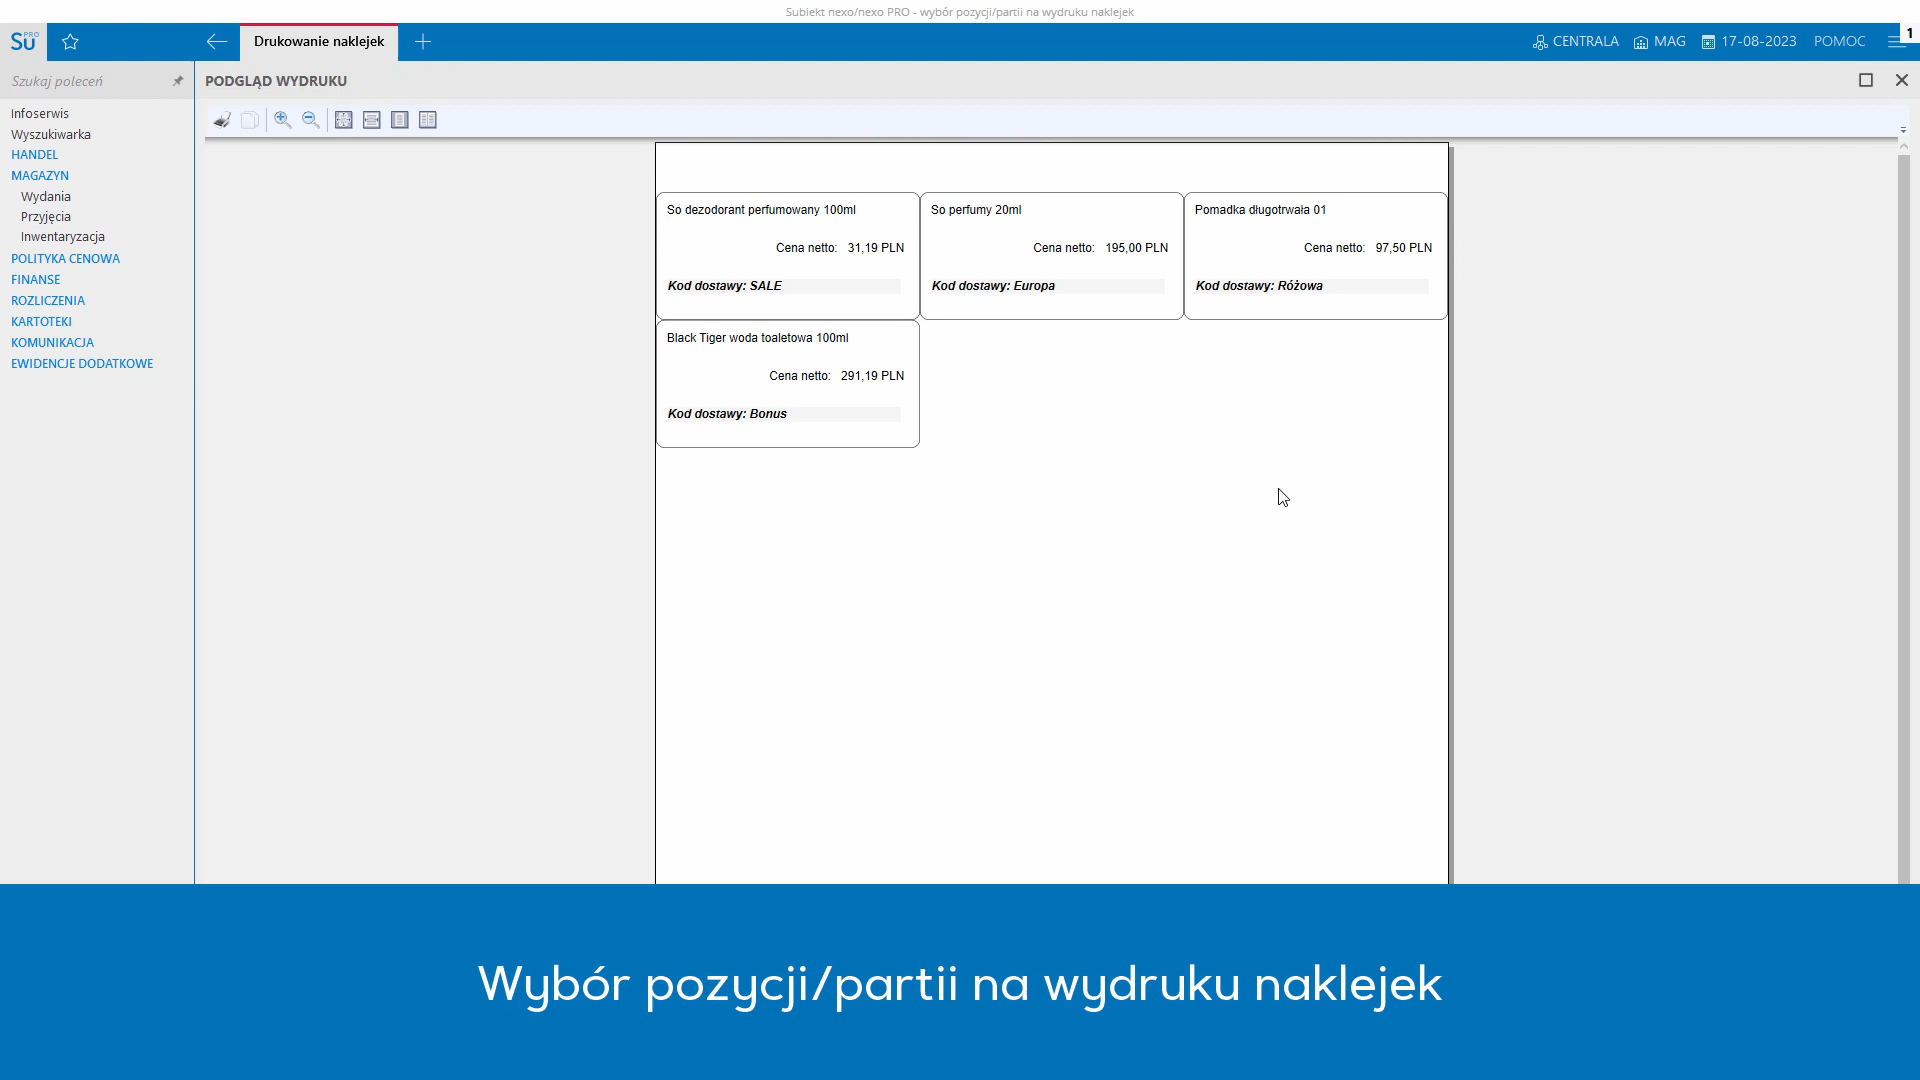 Subiekt nexo/nexo PRO - wybór pozycji/partii na wydruku naklejek
Su PRO
Drukowanie naklejek
CENTRALA
MAG
17-08-2023
POMOC
1
Szukaj poleceń
PODGLĄD WYDRUKU
Infoserwis
Wyszukiwarka
HANDEL
MAGAZYN
Wydania
Przyjęcia
Inwentaryzacja
POLITYKA CENOWA
FINANSE
ROZLICZENIA
KARTOTEKI
KOMUNIKACJA
EWIDENCJE DODATKOWE
So dezodorant perfumowany 100ml
Cena netto: 31,19 PLN
Kod dostawy: SALE
So perfumy 20ml
Cena netto: 195,00 PLN
Kod dostawy: Europa
Pomadka długotrwała 01
Cena netto: 97,50 PLN
Kod dostawy: Różowa
Black Tiger woda toaletowa 100ml
Cena netto: 291,19 PLN
Kod dostawy: Bonus
Wybór pozycji/partii na wydruku naklejek